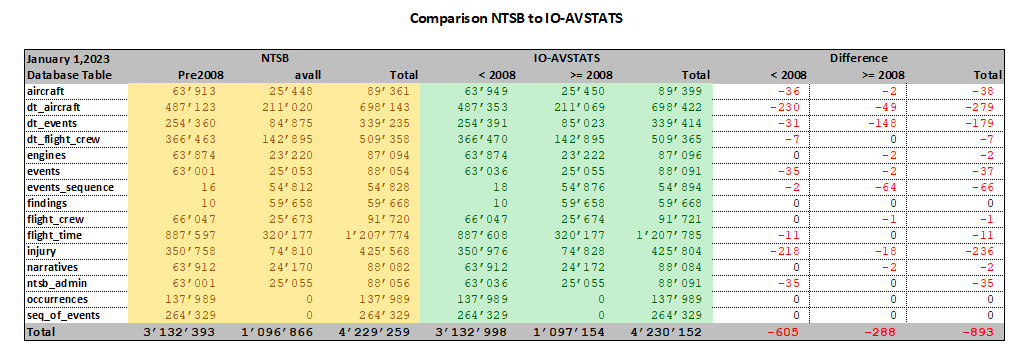 Comparison NTSB to IO-AVSTATS
January 1,2023 NTSB IO-AVSTATS Difference
Database Table Pre2008 avall Total < 2008 >= 2008 Total < 2008 >= 2008 Total
aircraft 63’913 25’448 89’361 63’949 25’450 89’399 -36 -2 -38
dt_aircraft 487’123 211’020 698’143 487’353 211’069 698’422 -230 -49 -279
dt_events 254’360 84’875 339’235 254’391 85’023 339’414 -31 -148 -179
dt_flight_crew 366’463 142’895 509’358 366’470 142’895 509’365 -7 0 -7
engines 63’874 23’220 87’094 63’874 23’222 87’096 0 -2 -2
events 63’001 25’053 88’054 63’036 25’055 88’091 -35 -2 -37
events_sequence 16 54’812 54’828 18 54’876 54’894 -2 -64 -66
findings 10 59’658 59’668 10 59’658 59’668 0 0 0
flight_crew 66’047 25’673 91’720 66’047 25’674 91’721 0 -1 -1
flight_time 887’597 320’177 1’207’774 887’608 320’177 1’207’785 -11 0 -11
injury 350’758 74’810 425’568 350’976 74’828 425’804 -218 -18 -236
narratives 63’912 24’170 88’082 63’912 24’172 88’084 0 -2 -2
ntsb_admin 63’001 25’055 88’056 63’036 25’055 88’091 -35 0 -35
occurrences 137’989 0 137’989 137’989 0 137’989 0 0 0
seq_of_events 264’329 0 264’329 264’329 0 264’329 0 0 0
Total 3’132’393 1’096’866 4’229’259 3’132’998 1’097’154 4’230’152 -605 -288 -893